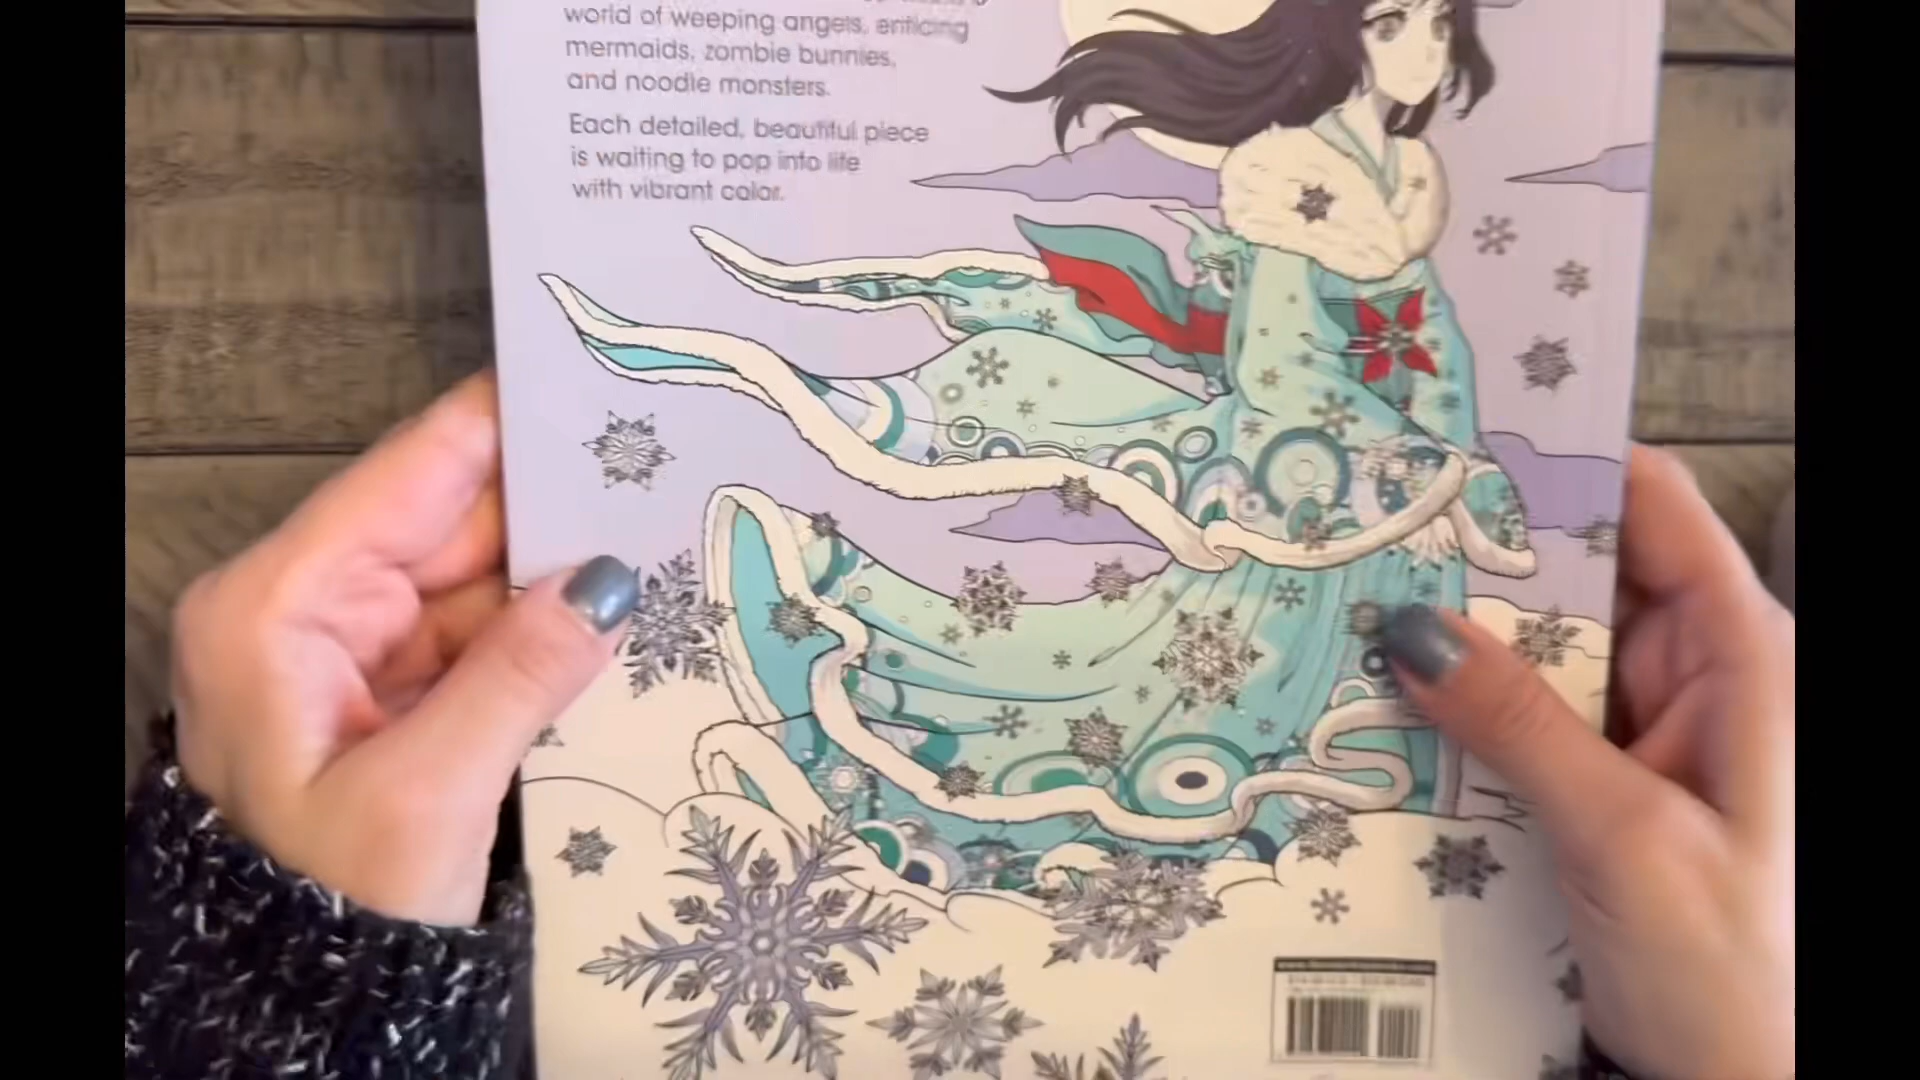 world of weeping angels, enticing
mermaids, zombie bunnies,
and noodle monsters.
Each detailed, beautiful piece
is waiting to pop into life
with vibrant color.